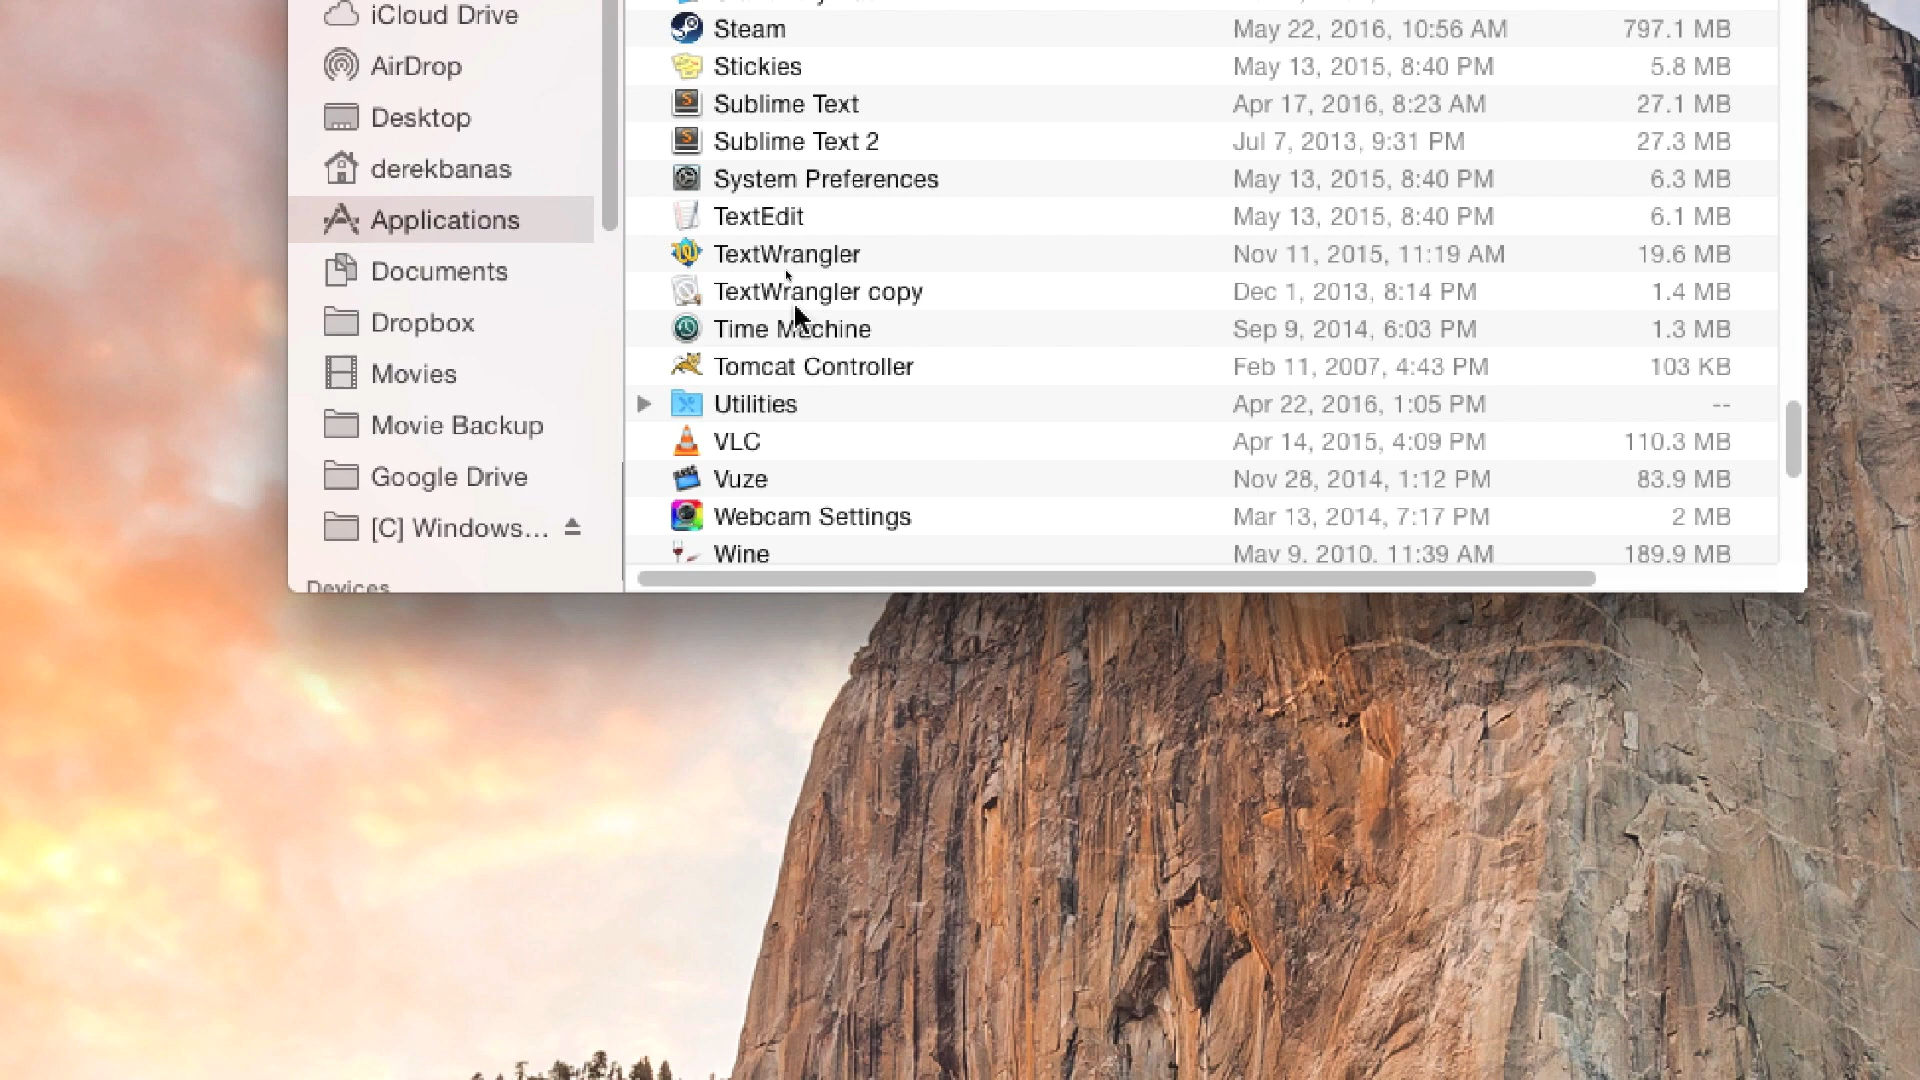 iCloud Drive
AirDrop
Desktop
derekbanas
Applications
Documents
Dropbox
Movies
Movie Backup
Google Drive
[C] Windows...
Devices
Steam May 22, 2016, 10:56 AM 797.1 MB
Stickies May 13, 2015, 8:40 PM 5.8 MB
Sublime Text Apr 17, 2016, 8:23 AM 27.1 MB
Sublime Text 2 Jul 7, 2013, 9:31 PM 27.3 MB
System Preferences May 13, 2015, 8:40 PM 6.3 MB
TextEdit May 13, 2015, 8:40 PM 6.1 MB
TextWrangler Nov 11, 2015, 11:19 AM 19.6 MB
TextWrangler copy Dec 1, 2013, 8:14 PM 1.4 MB
Time Machine Sep 9, 2014, 6:03 PM 1.3 MB
Tomcat Controller Feb 11, 2007, 4:43 PM 103 KB
Utilities Apr 22, 2016, 1:05 PM --
VLC Apr 14, 2015, 4:09 PM 110.3 MB
Vuze Nov 28, 2014, 1:12 PM 83.9 MB
Webcam Settings Mar 13, 2014, 7:17 PM 2 MB
Wine May 9, 2010, 11:39 AM 189.9 MB